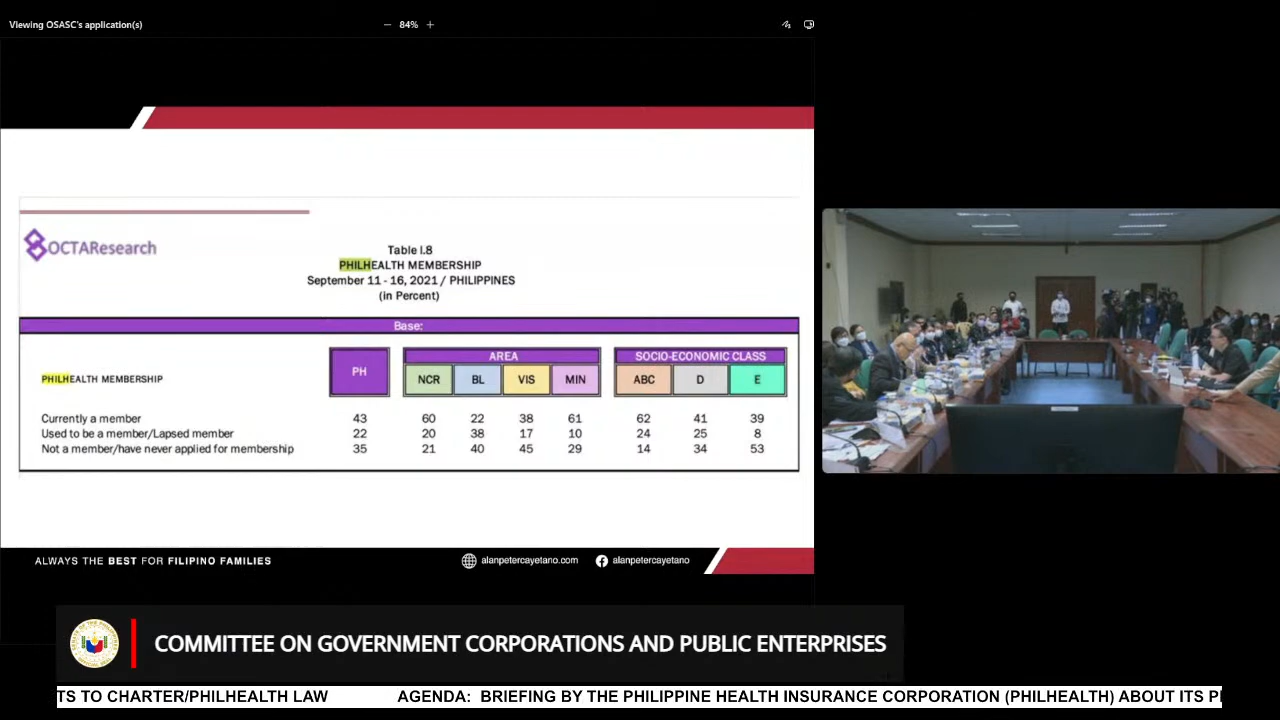 Viewing OSASC's application(s)
— 84% +
OCTAResearch
Table I.8
PHILHEALTH MEMBERSHIP
September 11 - 16, 2021 / PHILIPPINES
(in Percent)
Base:
PHILHEALTH MEMBERSHIP
PH
AREA
SOCIO-ECONOMIC CLASS
NCR BL VIS MIN ABC D E
Currently a member 43 60 22 38 61 62 41 39
Used to be a member/Lapsed member 22 20 38 17 10 24 25 8
Not a member/have never applied for membership 35 21 40 45 29 14 34 53
ALWAYS THE BEST FOR FILIPINO FAMILIES
alanpetercayetano.com
alanpetercayetano
COMMITTEE ON GOVERNMENT CORPORATIONS AND PUBLIC ENTERPRISES
TS TO CHARTER/PHILHEALTH LAW AGENDA: BRIEFING BY THE PHILIPPINE HEALTH INSURANCE CORPORATION (PHILHEALTH) ABOUT ITS